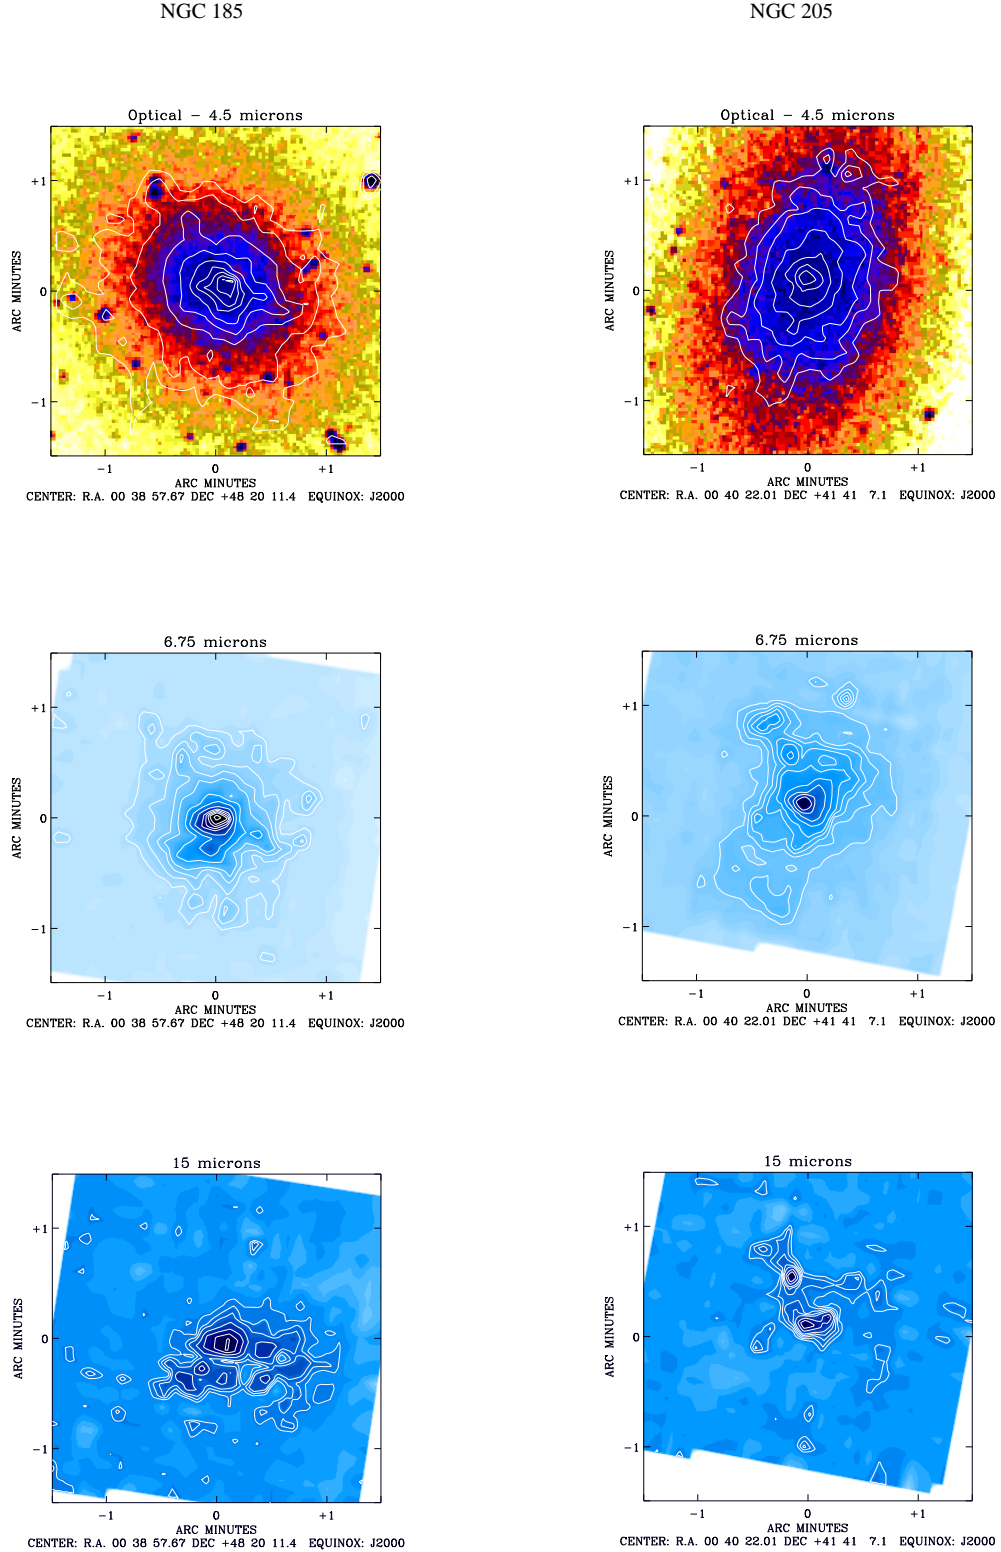 NGC 185
NGC 205
Optical – 4.5 microns
+1
0
−1
ARC MINUTES
−1 0 +1
ARC MINUTES
CENTER: R.A. 00 38 57.67 DEC +48 20 11.4 EQUINOX: J2000
Optical – 4.5 microns
+1
0
−1
ARC MINUTES
−1 0 +1
ARC MINUTES
CENTER: R.A. 00 40 22.01 DEC +41 41 7.1 EQUINOX: J2000
6.75 microns
+1
0
−1
ARC MINUTES
−1 0 +1
ARC MINUTES
CENTER: R.A. 00 38 57.67 DEC +48 20 11.4 EQUINOX: J2000
6.75 microns
+1
0
−1
ARC MINUTES
−1 0 +1
ARC MINUTES
CENTER: R.A. 00 40 22.01 DEC +41 41 7.1 EQUINOX: J2000
15 microns
+1
0
−1
ARC MINUTES
−1 0 +1
ARC MINUTES
CENTER: R.A. 00 38 57.67 DEC +48 20 11.4 EQUINOX: J2000
15 microns
+1
0
−1
ARC MINUTES
−1 0 +1
ARC MINUTES
CENTER: R.A. 00 40 22.01 DEC +41 41 7.1 EQUINOX: J2000